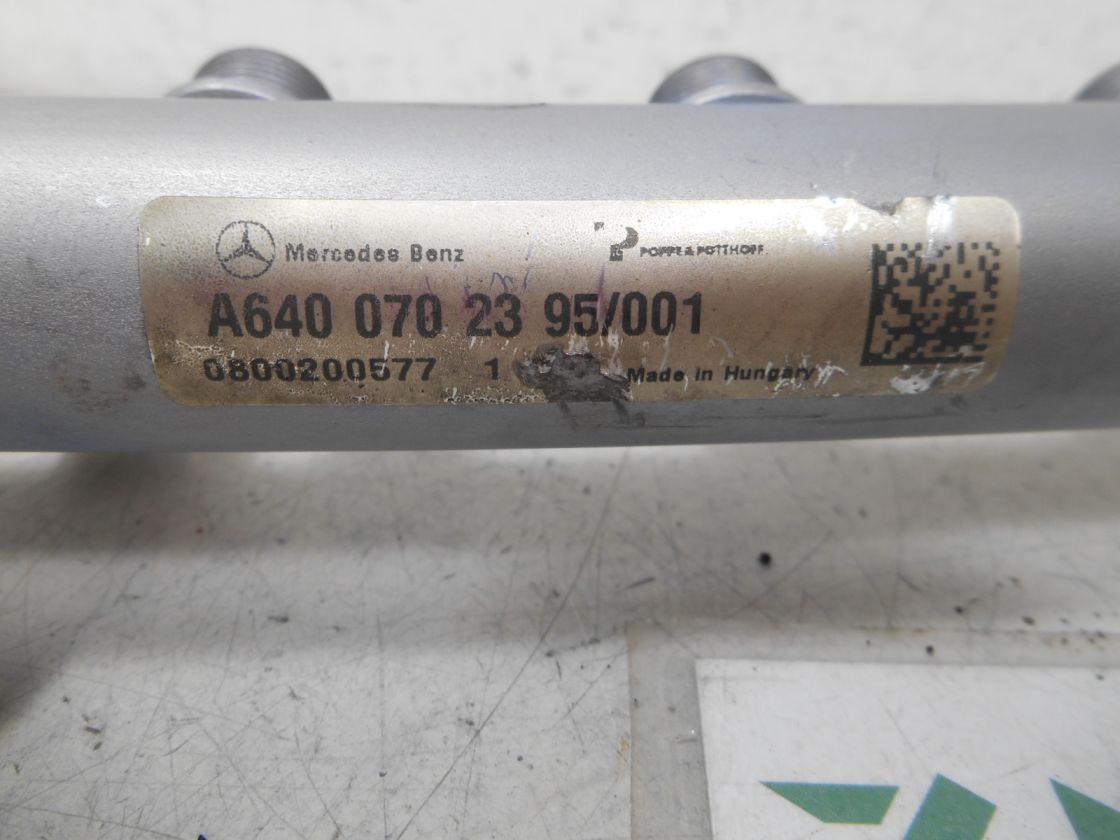 Mercedes Benz POPPE & POTTHOFF
A640 070 23 95/001
0800200577 1 Made in Hungary